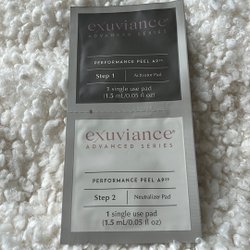 exuviance®
ADVANCED SERIES
PERFORMANCE PEEL AP25
Step 1 | Activator Pad
1 single use pad
(1.5 mL/0.05 fl oz)
exuviance®
ADVANCED SERIES
PERFORMANCE PEEL AP25
Step 2 | Neutralizer Pad
1 single use pad
(1.5 mL/0.05 fl oz)